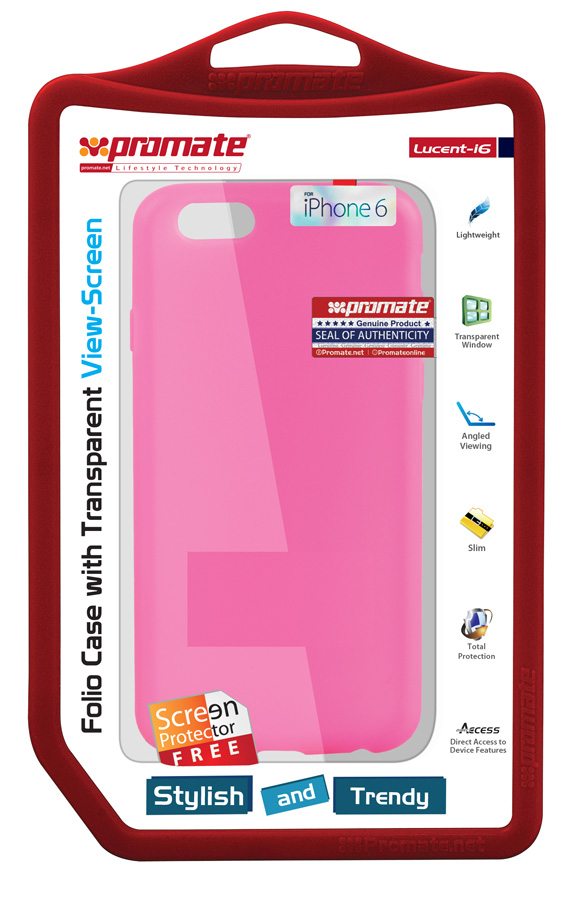 promate
promate®
promate.net Lifestyle Technology
Lucent-i6
FOR
iPhone 6
Folio Case with Transparent View-Screen
Lightweight
promate
Genuine Product
SEAL OF AUTHENTICITY
Promate.net | Promateonline
Transparent
Window
Angled
Viewing
Slim
Total
Protection
Access
Direct Access to
Device Features
Screen
Protector
FREE
Stylish and Trendy
promate
Promate.net